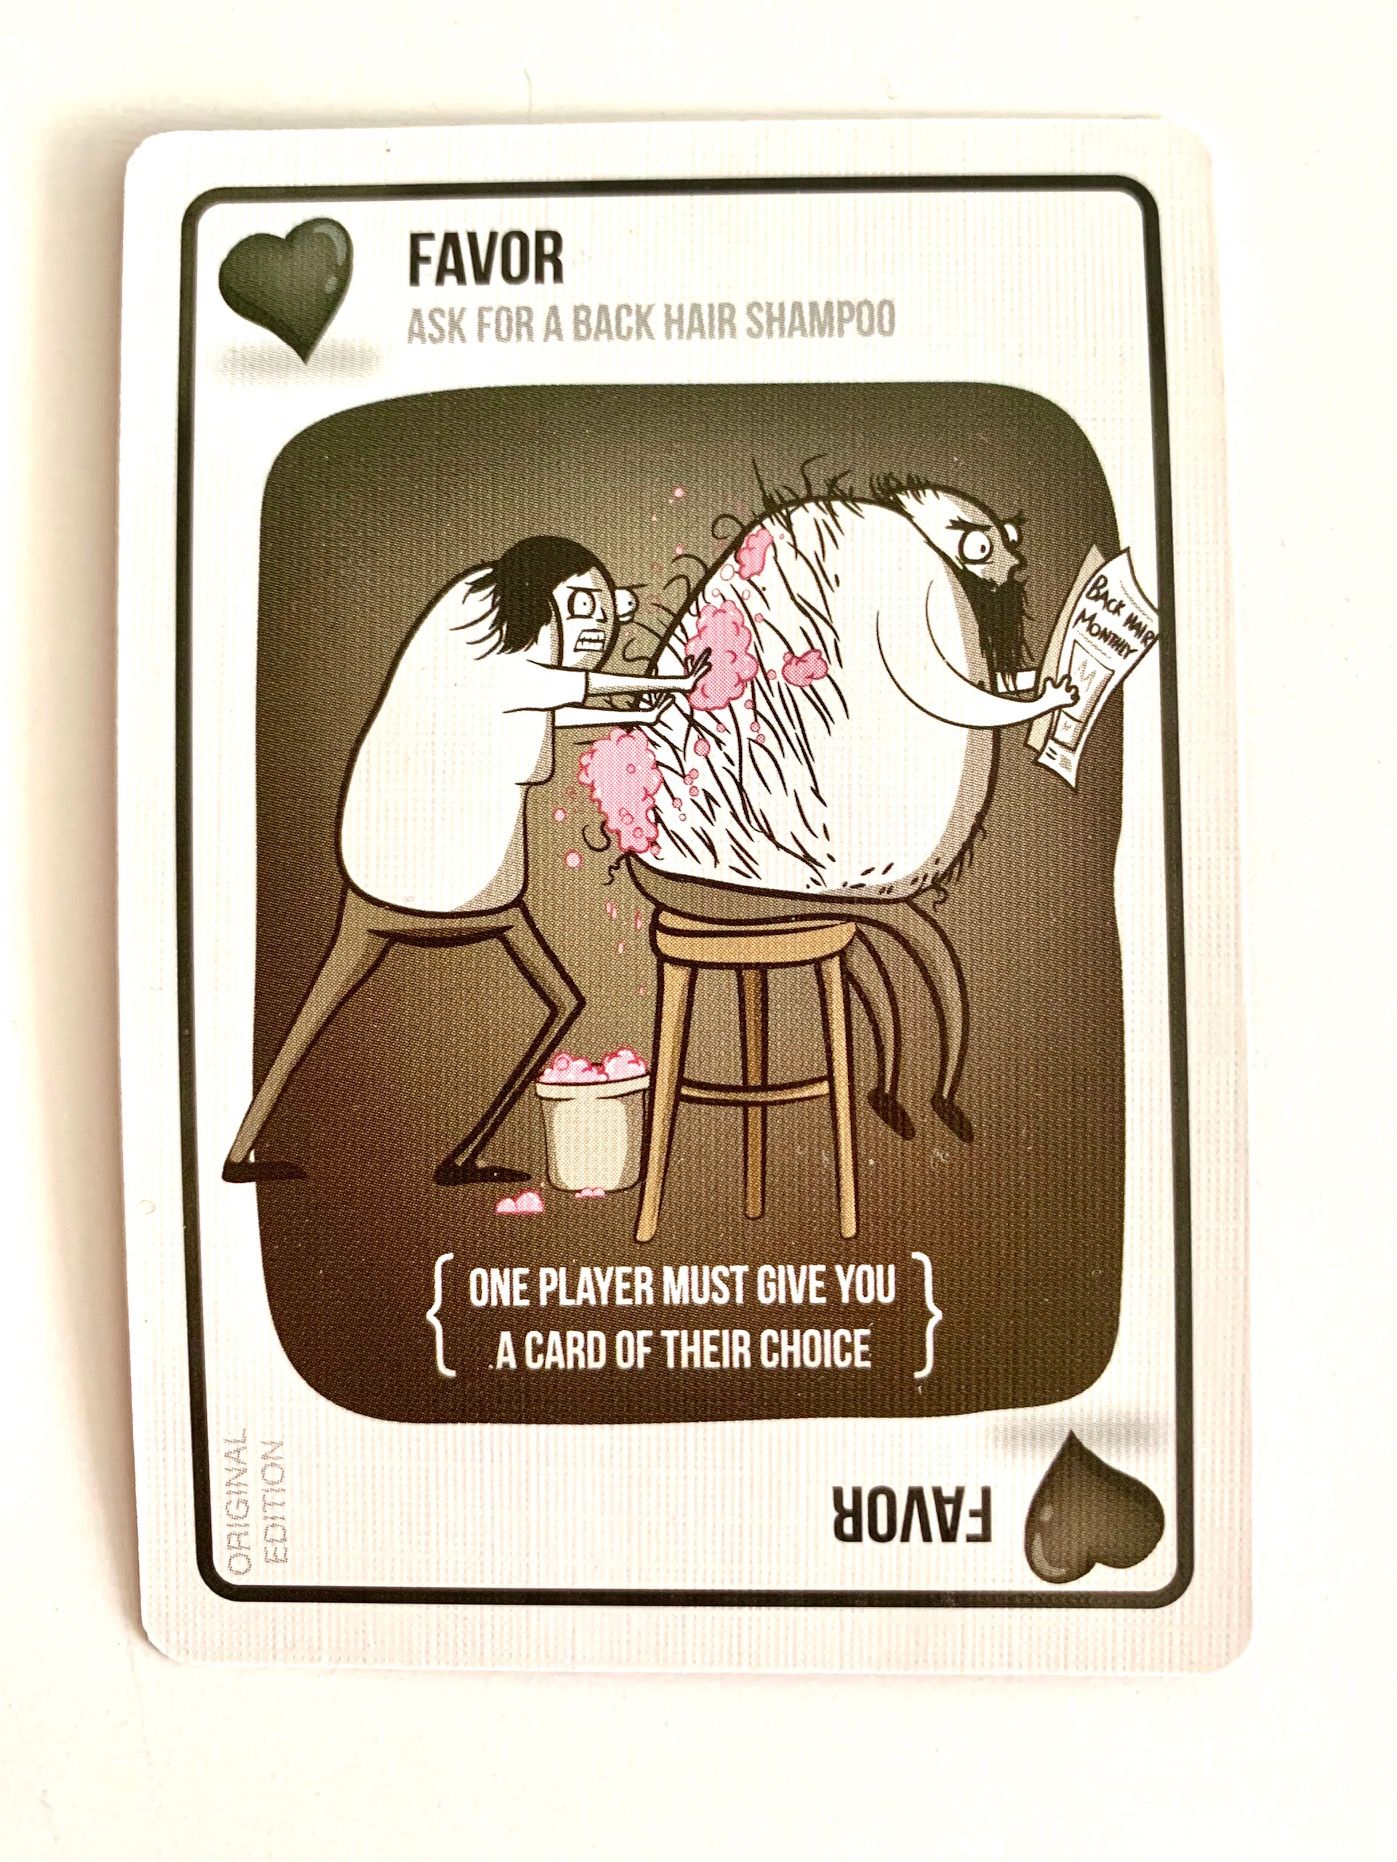 FAVOR
ASK FOR A BACK HAIR SHAMPOO
BACK HAIR
MONTHLY
{ ONE PLAYER MUST GIVE YOU
A CARD OF THEIR CHOICE }
ORIGINAL
EDITION
FAVOR